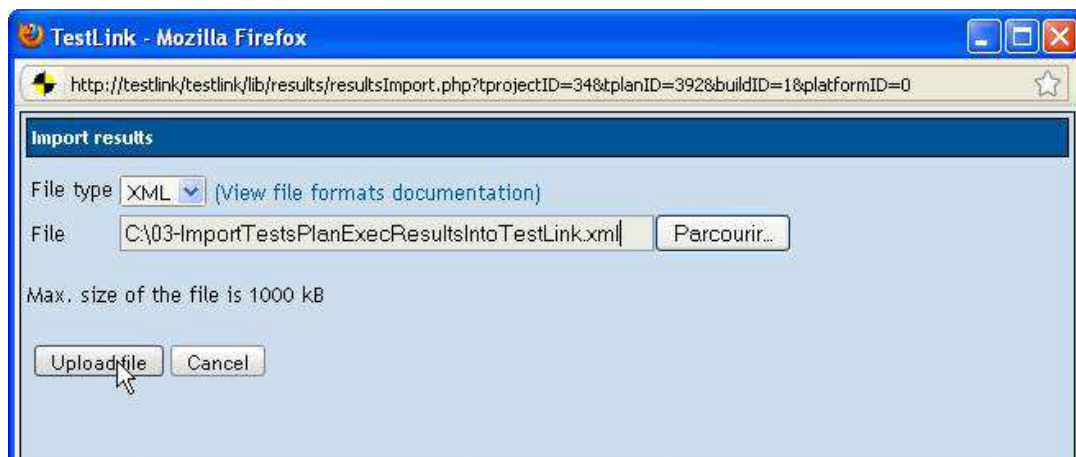 TestLink - Mozilla Firefox
http://testlink/testlink/lib/results/resultsImport.php?tprojectID=34&tplanID=392&buildID=1&platformID=0
Import results
File type XML (View file formats documentation)
File C:\03-ImportTestsPlanExecResultsIntoTestLink.xml Parcourir...
Max. size of the file is 1000 kB
Upload file Cancel